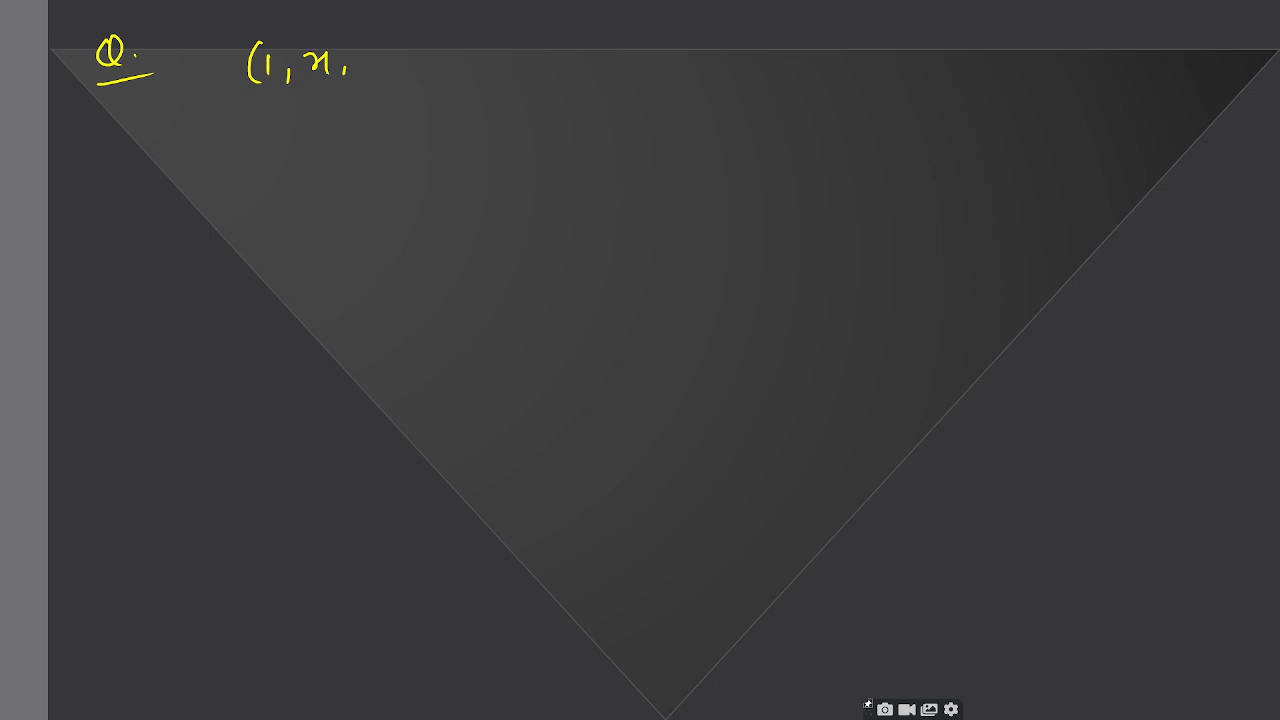 Q. (1, x,